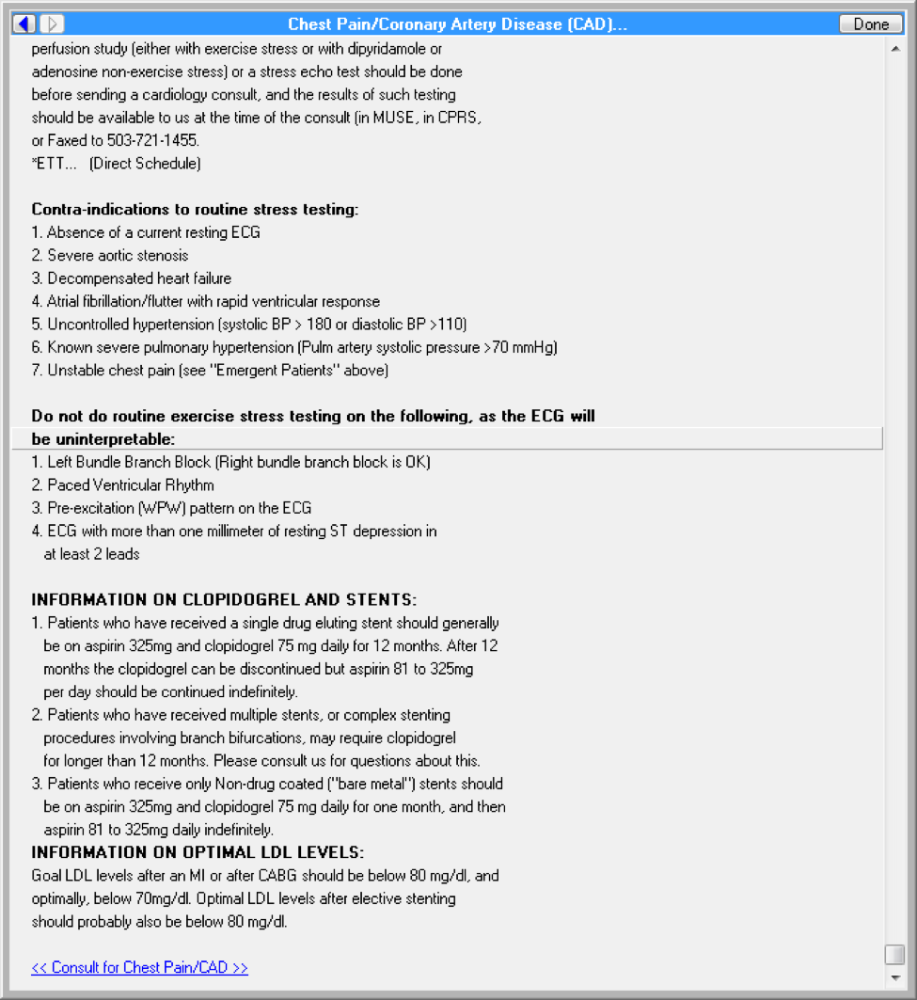 Chest Pain/Coronary Artery Disease (CAD)...
Done
perfusion study (either with exercise stress or with dipyridamole or
adenosine non-exercise stress) or a stress echo test should be done
before sending a cardiology consult, and the results of such testing
should be available to us at the time of the consult (in MUSE, in CPRS,
or Faxed to 503-721-1455.
*ETT... (Direct Schedule)
Contra-indications to routine stress testing:
1. Absence of a current resting ECG
2. Severe aortic stenosis
3. Decompensated heart failure
4. Atrial fibrillation/flutter with rapid ventricular response
5. Uncontrolled hypertension (systolic BP > 180 or diastolic BP >110)
6. Known severe pulmonary hypertension (Pulm artery systolic pressure >70 mmHg)
7. Unstable chest pain (see "Emergent Patients" above)
Do not do routine exercise stress testing on the following, as the ECG will
be uninterpretable:
1. Left Bundle Branch Block (Right bundle branch block is OK)
2. Paced Ventricular Rhythm
3. Pre-excitation (WPW) pattern on the ECG
4. ECG with more than one millimeter of resting ST depression in
at least 2 leads
INFORMATION ON CLOPIDOGREL AND STENTS:
1. Patients who have received a single drug eluting stent should generally
be on aspirin 325mg and clopidogrel 75 mg daily for 12 months. After 12
months the clopidogrel can be discontinued but aspirin 81 to 325mg
per day should be continued indefinitely.
2. Patients who have received multiple stents, or complex stenting
procedures involving branch bifurcations, may require clopidogrel
for longer than 12 months. Please consult us for questions about this.
3. Patients who receive only Non-drug coated ("bare metal") stents should
be on aspirin 325mg and clopidogrel 75 mg daily for one month, and then
aspirin 81 to 325mg daily indefinitely.
INFORMATION ON OPTIMAL LDL LEVELS:
Goal LDL levels after an MI or after CABG should be below 80 mg/dl, and
optimally, below 70mg/dl. Optimal LDL levels after elective stenting
should probably also be below 80 mg/dl.
<< Consult for Chest Pain/CAD >>